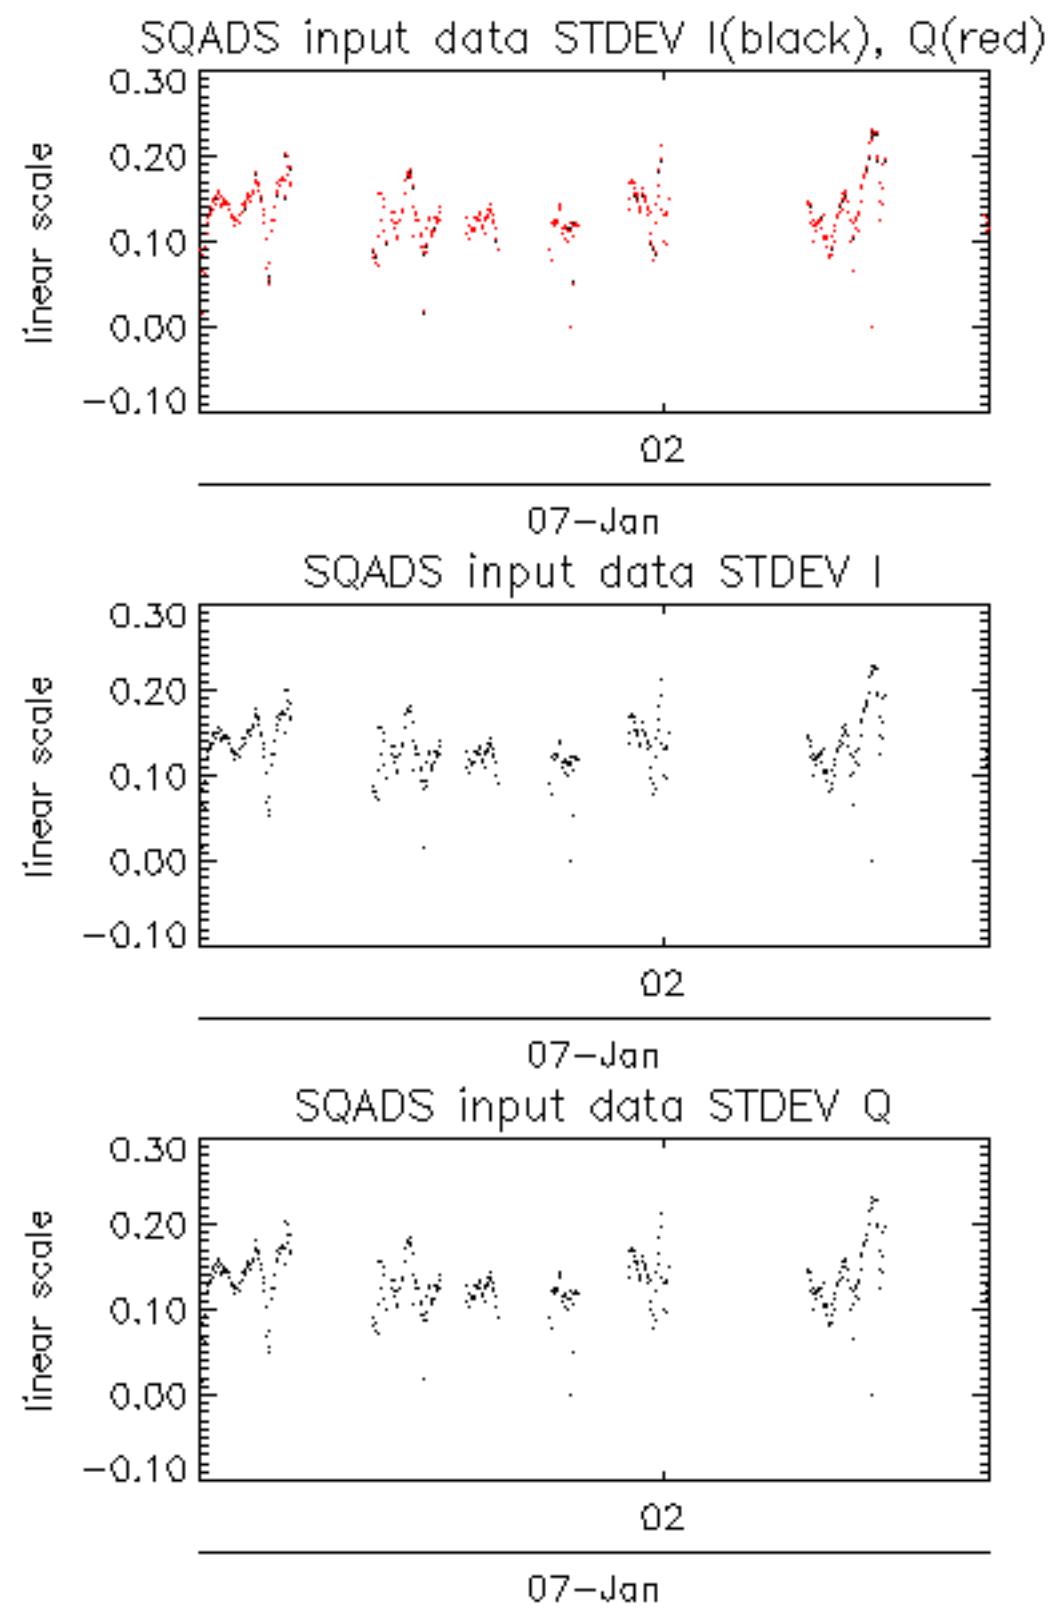 SQADS input data STDEV I(black), Q(red)
0.30
0.20
0.10
0.00
-0.10
linear scale
02
07-Jan
SQADS input data STDEV I
0.30
0.20
0.10
0.00
-0.10
linear scale
02
07-Jan
SQADS input data STDEV Q
0.30
0.20
0.10
0.00
-0.10
linear scale
02
07-Jan